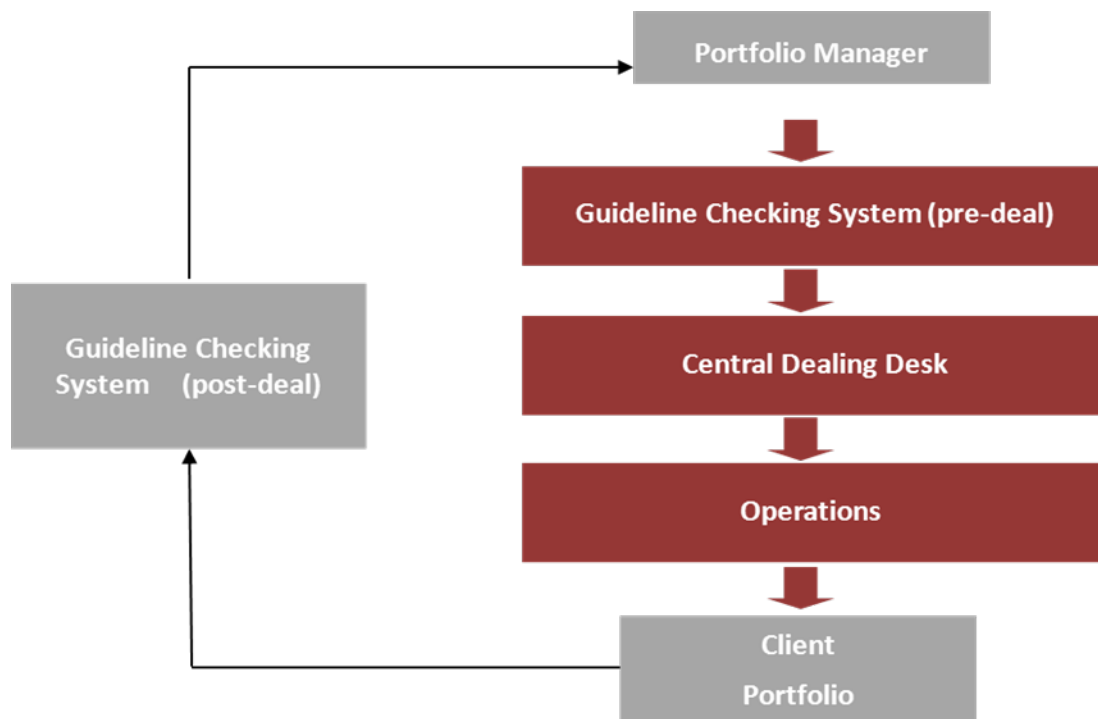 Portfolio Manager
Guideline Checking System (pre-deal)
Central Dealing Desk
Operations
Client
Portfolio
Guideline Checking
System (post-deal)